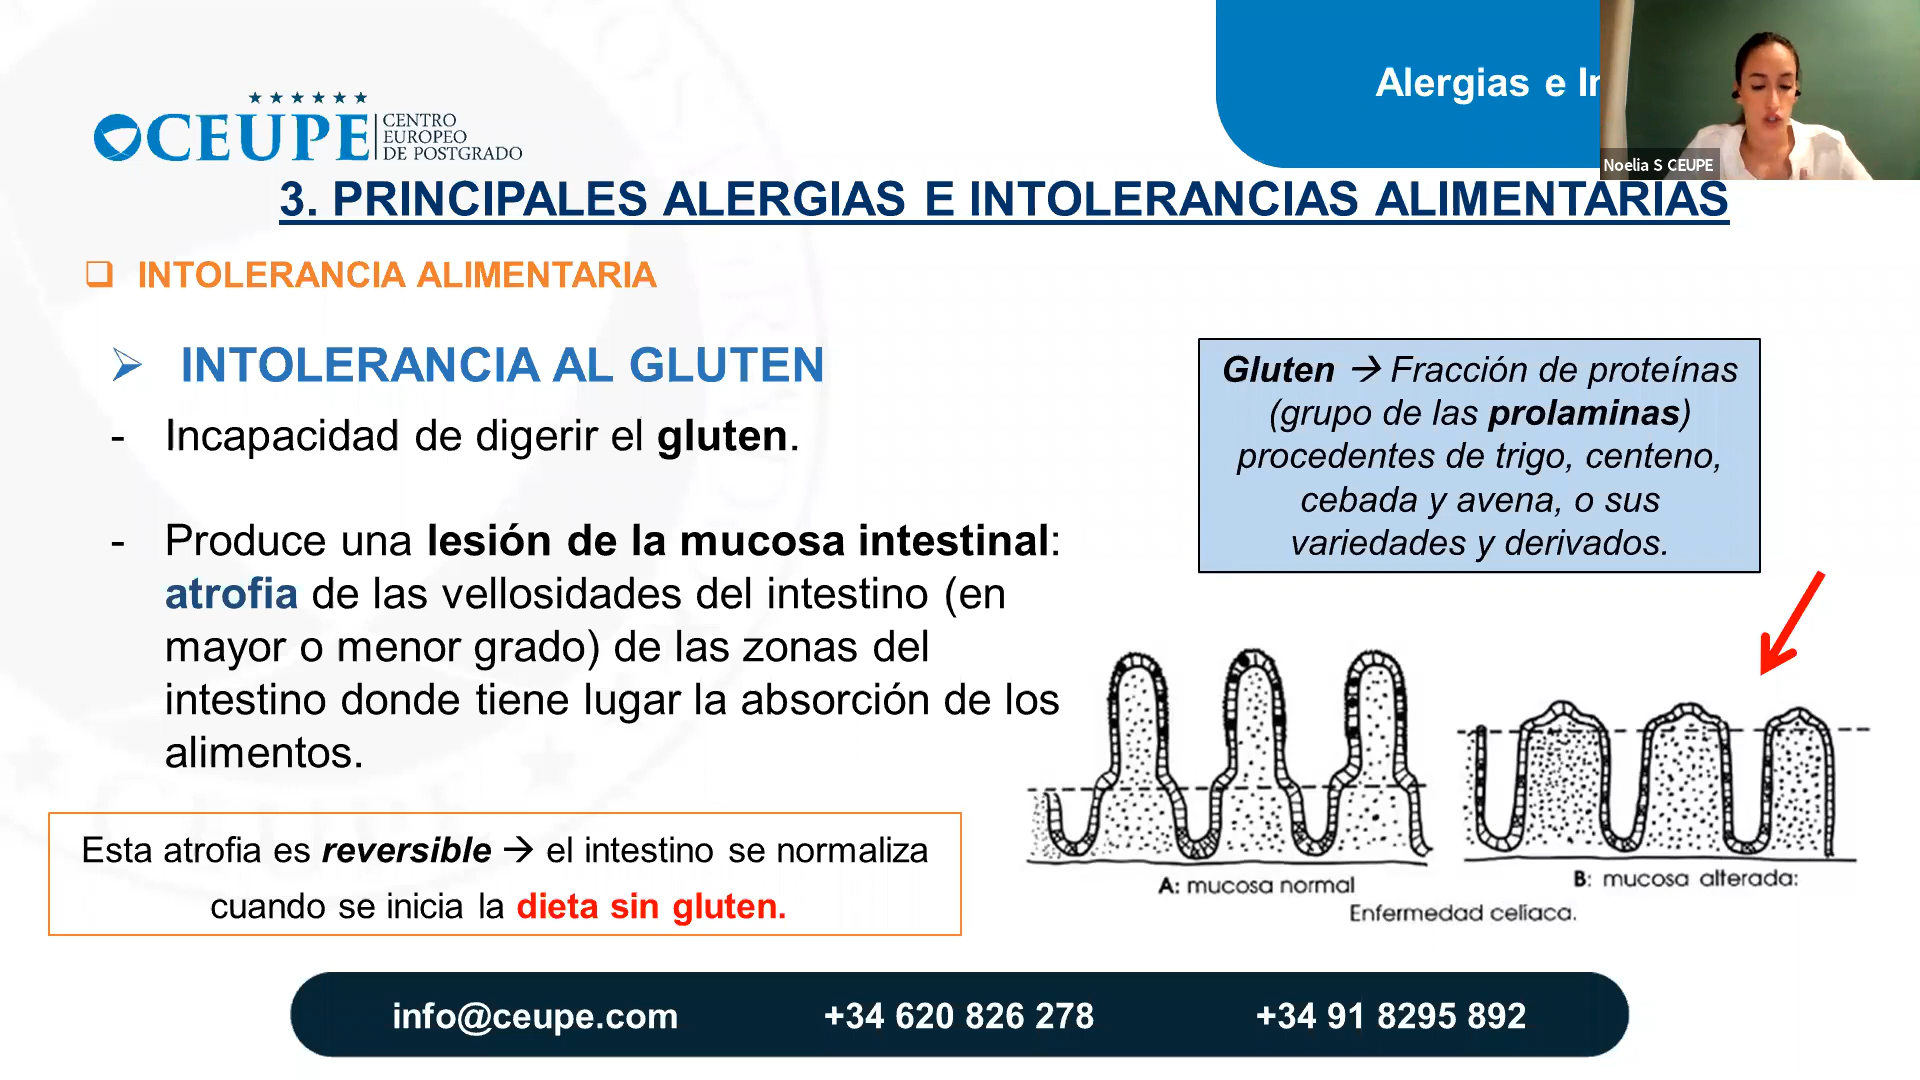 Alergias e
Noelia S CEUPE
CEUPE
CENTRO
EUROPEO
DE POSTGRADO
3. PRINCIPALES ALERGIAS E INTOLERANCIAS ALIMENTARIAS
INTOLERANCIA ALIMENTARIA
INTOLERANCIA AL GLUTEN
- Incapacidad de digerir el gluten.
- Produce una lesión de la mucosa intestinal:
atrofia de las vellosidades del intestino (en
mayor o menor grado) de las zonas del
intestino donde tiene lugar la absorción de los
alimentos.
Esta atrofia es reversible → el intestino se normaliza
cuando se inicia la dieta sin gluten.
Gluten → Fracción de proteínas
(grupo de las prolaminas)
procedentes de trigo, centeno,
cebada y avena, o sus
variedades y derivados.
A: mucosa normal
B: mucosa alterada:
Enfermedad celíaca.
info@ceupe.com
+34 620 826 278
+34 91 8295 892